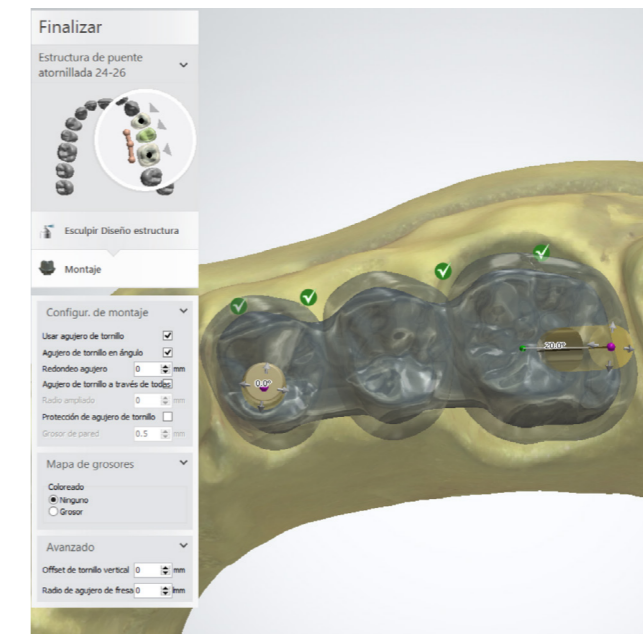 Finalizar
Estructura de puente
atornillada 24-26
Esculpir Diseño estructura
Montaje
Configur. de montaje
Usar agujero de tornillo
Agujero de tornillo en ángulo
Redondeo agujero 0 mm
Agujero de tornillo a través de todas
Radio ampliado 0 mm
Protección de agujero de tornillo
Grosor de pared 0.5 mm
Mapa de grosores
Coloreado
Ninguno
Grosor
Avanzado
Offset de tornillo vertical 0 mm
Radio de agujero de fresa 0 mm
0.0°
20.0°